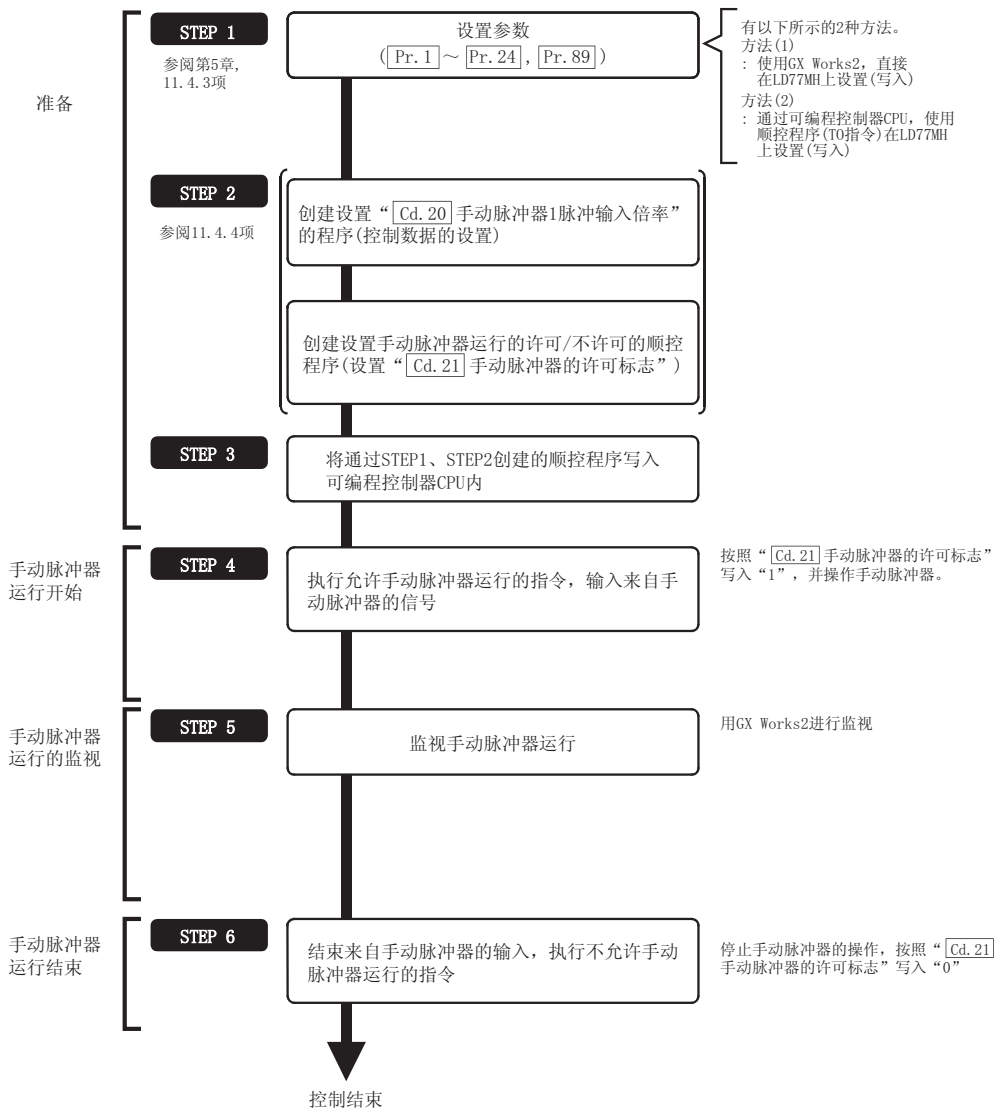 准备
STEP 1
参阅第5章,
11.4.3项
设置参数
(Pr.1～Pr.24, Pr.89)
有以下所示的2种方法。
方法(1)
: 使用GX Works2, 直接
在LD77MH上设置(写入)
方法(2)
: 通过可编程控制器CPU, 使用
顺控程序(TO指令)在LD77MH
上设置(写入)
STEP 2
参阅11.4.4项
创建设置“Cd.20 手动脉冲器1脉冲输入倍率”
的程序(控制数据的设置)
创建设置手动脉冲器运行的许可/不许可的顺控
程序(设置“Cd.21 手动脉冲器的许可标志”)
STEP 3
将通过STEP1、STEP2创建的顺控程序写入
可编程控制器CPU内
手动脉冲器
运行开始
STEP 4
执行允许手动脉冲器运行的指令, 输入来自手
动脉冲器的信号
按照“Cd.21 手动脉冲器的许可标志”
写入“1”, 并操作手动脉冲器。
手动脉冲器
运行的监视
STEP 5
监视手动脉冲器运行
用GX Works2进行监视
手动脉冲器
运行结束
STEP 6
结束来自手动脉冲器的输入, 执行不允许手动
脉冲器运行的指令
停止手动脉冲器的操作, 按照“Cd.21
手动脉冲器的许可标志”写入“0”
控制结束